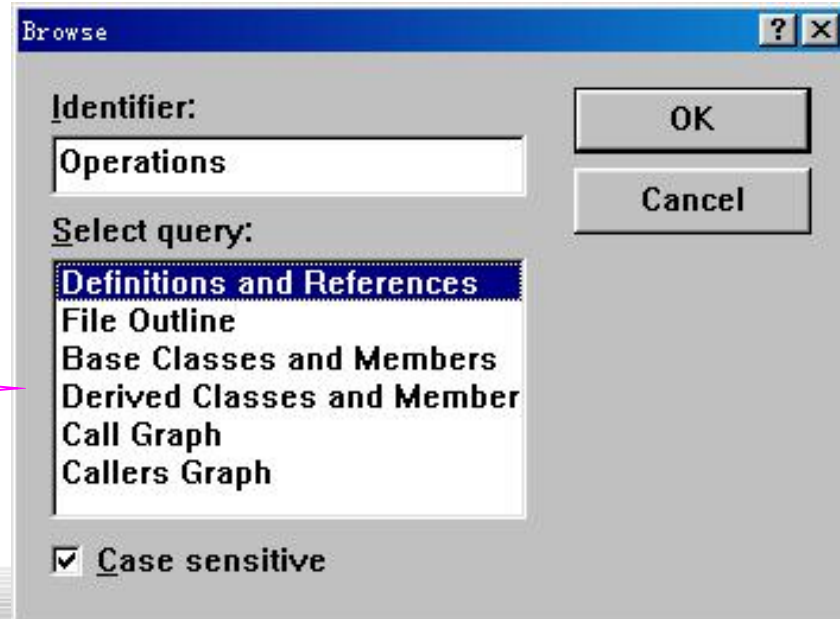 Browse
Identifier:
Operations
Select query:
Definitions and References
File Outline
Base Classes and Members
Derived Classes and Member
Call Graph
Callers Graph
Case sensitive
OK
Cancel